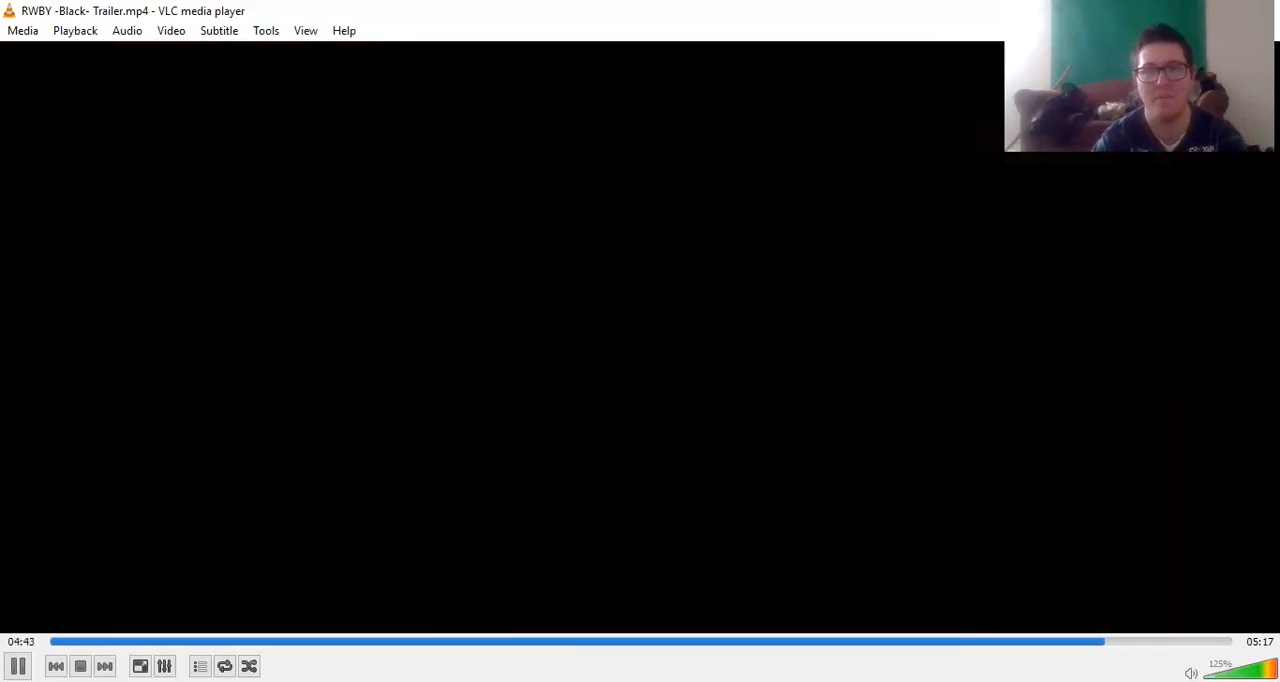 RWBY -Black- Trailer.mp4 - VLC media player
Media Playback Audio Video Subtitle Tools View Help
04:43 05:17
125%